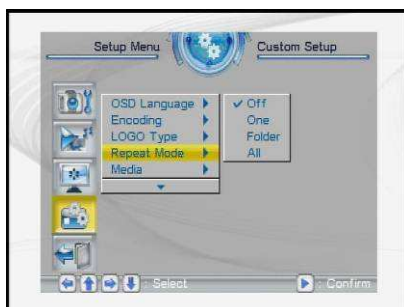 Setup Menu
Custom Setup
OSD Language
Encoding
LOGO Type
Repeat Mode
Media
Off
One
Folder
All
: Select
: Confirm